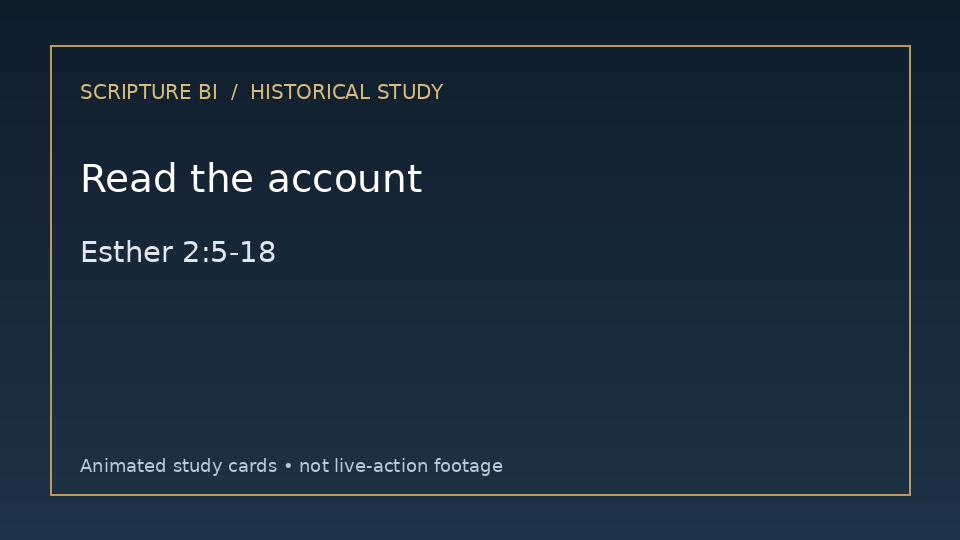 SCRIPTURE BI / HISTORICAL STUDY
Read the account
Esther 2:5-18
Animated study cards • not live-action footage